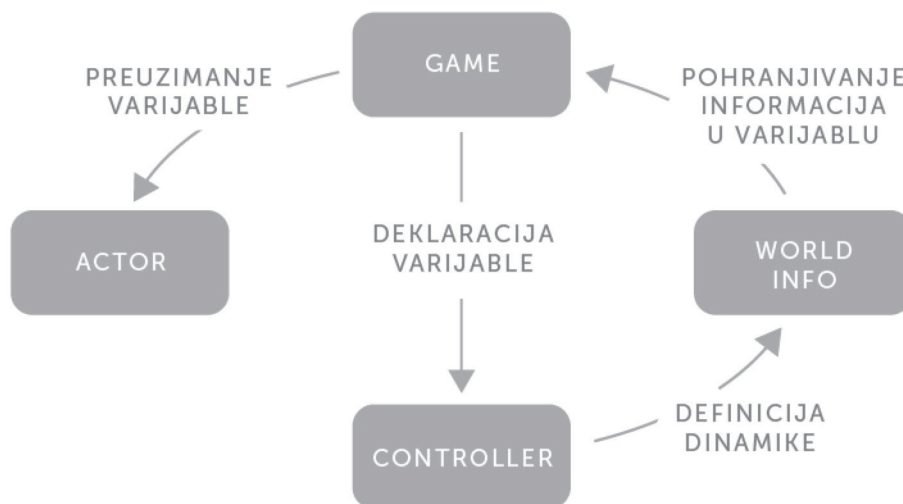 GAME
PREUZIMANJE
VARIJABLE
POHRANJIVANJE
INFORMACIJA
U VARIJABLU
ACTOR
DEKLARACIJA
VARIJABLE
WORLD
INFO
CONTROLLER
DEFINICIJA
DINAMIKE